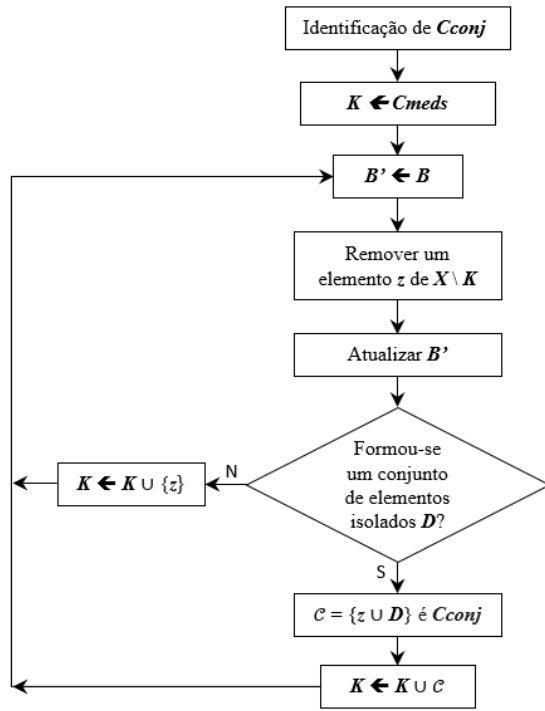 Identificação de Cconj
K ← Cmeds
B’ ← B
Remover um
elemento z de X \ K
Atualizar B’
Formou-se
um conjunto
de elementos
isolados D?
N
K ← K ∪ {z}
S
𝒞 = {z ∪ D} é Cconj
K ← K ∪ 𝒞